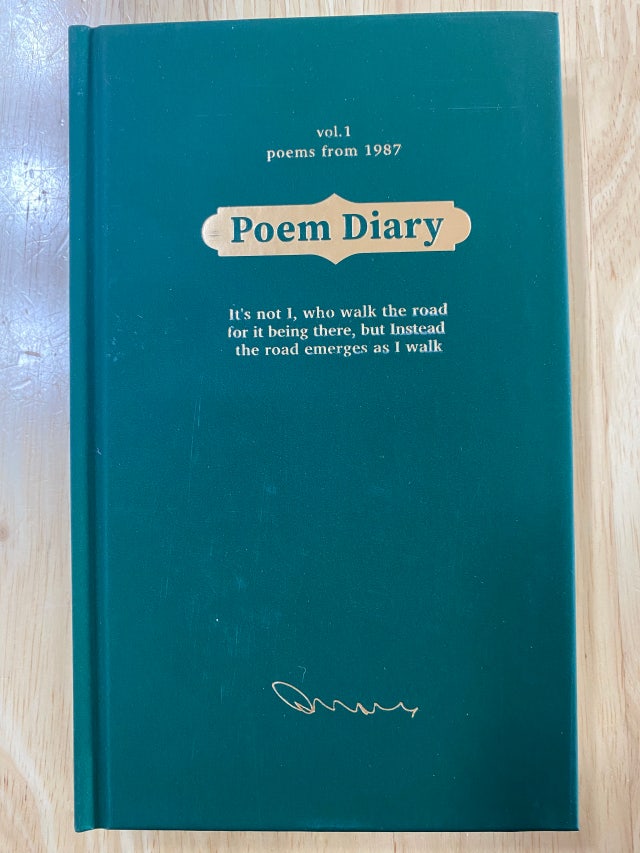 vol.1
poems from 1987
Poem Diary
It's not I, who walk the road
for it being there, but Instead
the road emerges as I walk